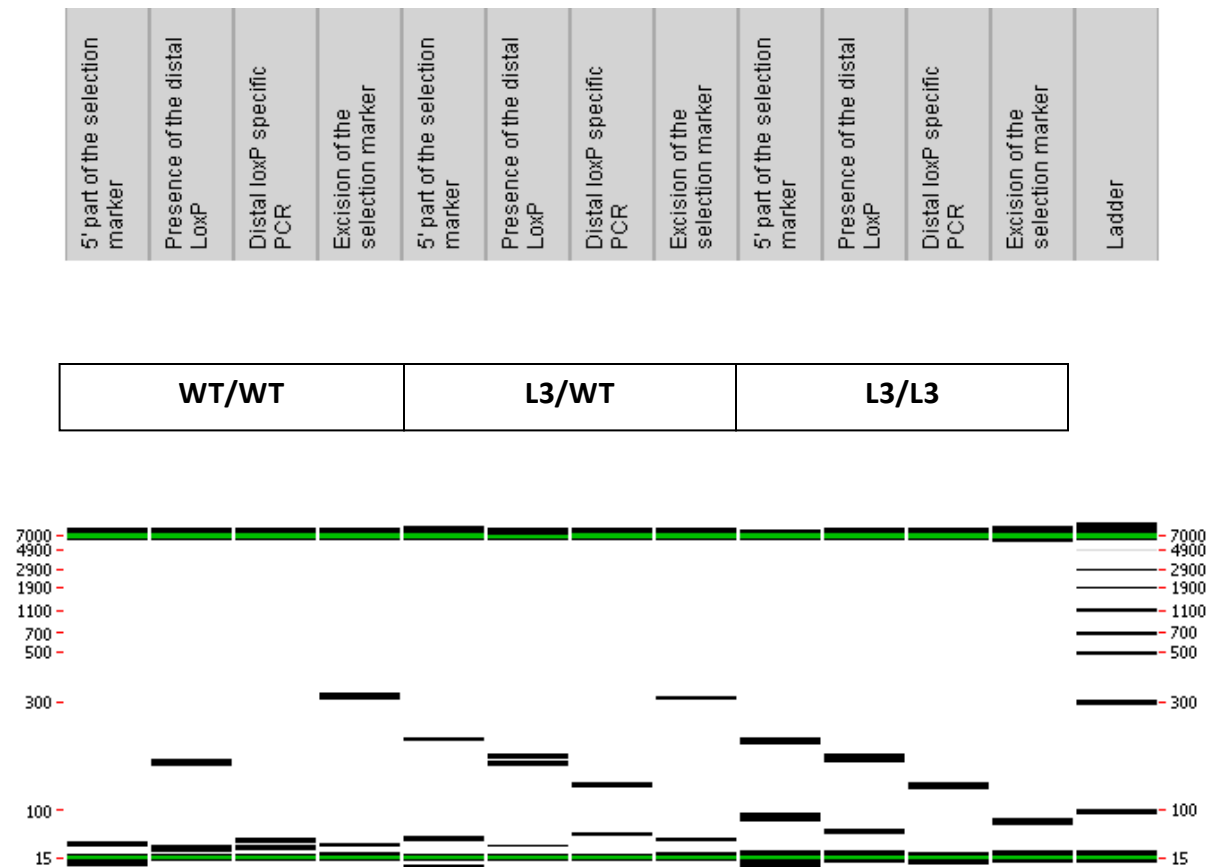 5' part of the selection
marker
Presence of the distal
LoxP
Distal loxP specific
PCR
Excision of the
selection marker
5' part of the selection
marker
Presence of the distal
LoxP
Distal loxP specific
PCR
Excision of the
selection marker
5' part of the selection
marker
Presence of the distal
LoxP
Distal loxP specific
PCR
Excision of the
selection marker
Ladder
WT/WT
L3/WT
L3/L3
7000
4900
2900
1900
1100
700
500
300
100
15
7000
4900
2900
1900
1100
700
500
300
100
15